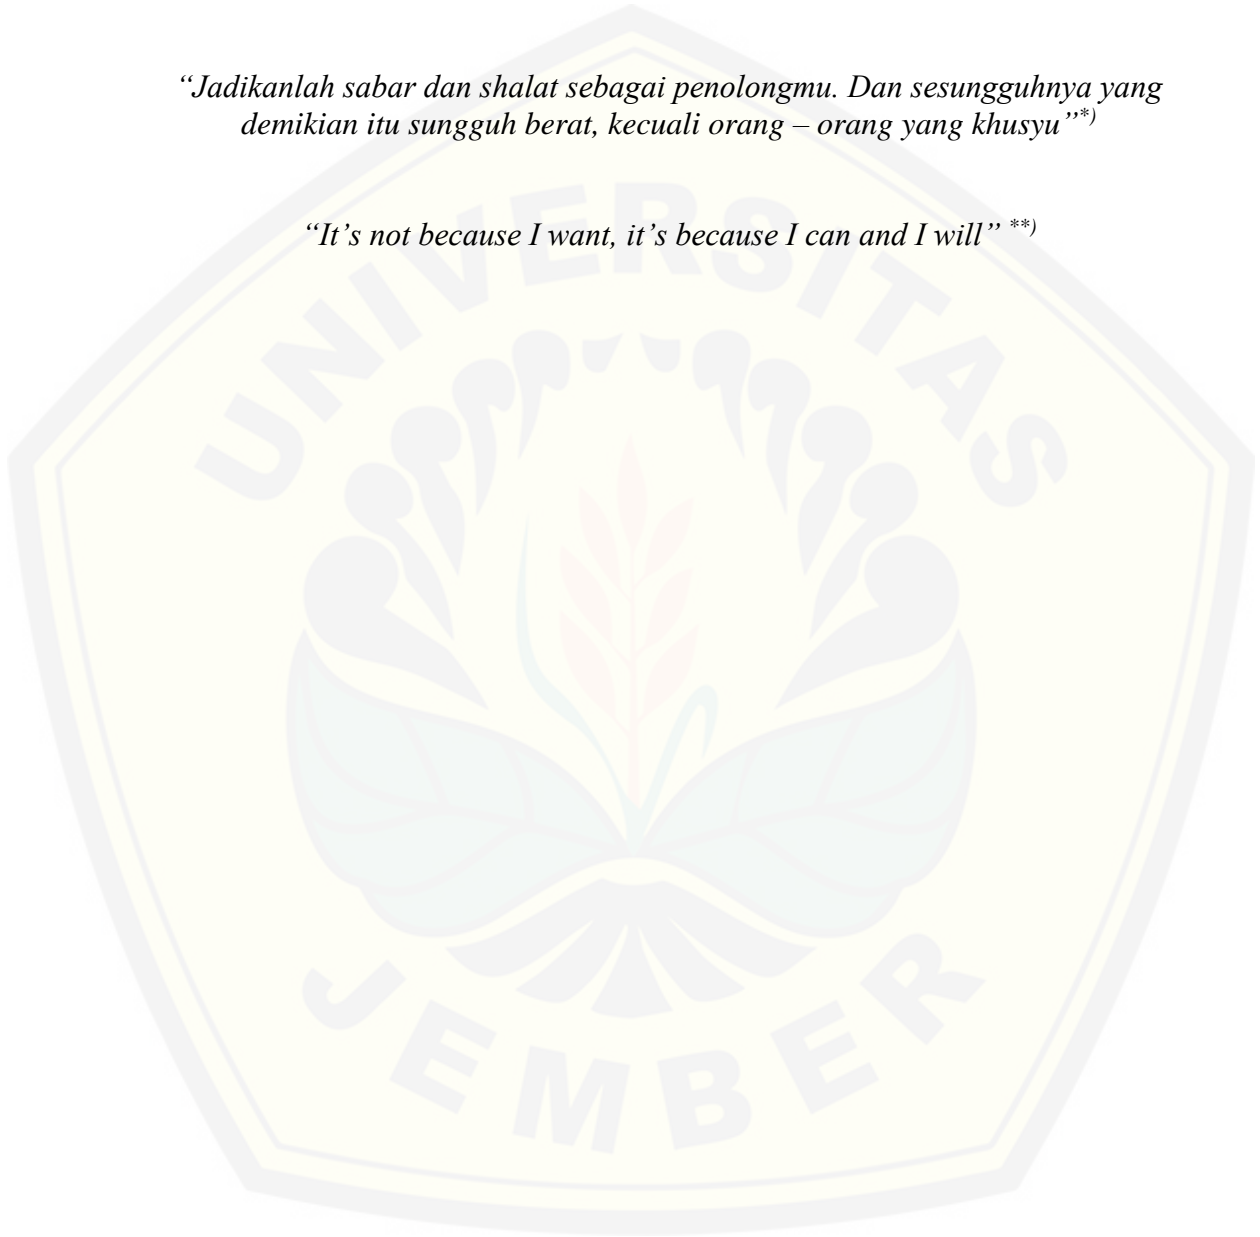 “Jadikanlah sabar dan shalat sebagai penolongmu. Dan sesungguhnya yang
demikian itu sungguh berat, kecuali orang – orang yang khusyu”*)
“It’s not because I want, it’s because I can and I will” **)
UNIVERSITAS
JEMBER